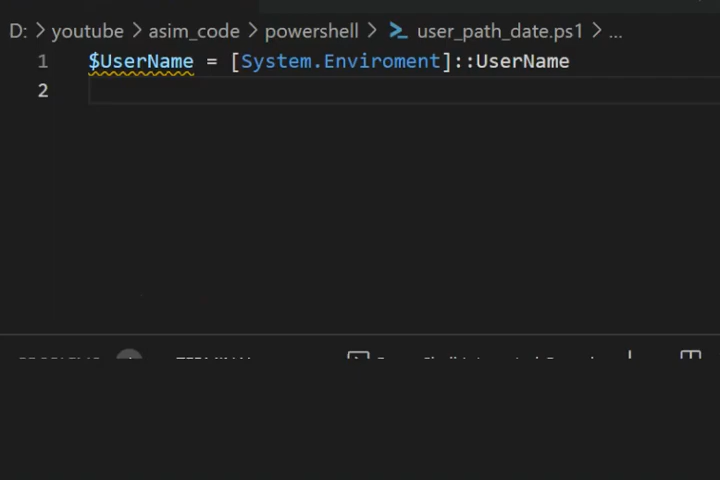 D: > youtube > asim_code > powershell > user_path_date.ps1 > ...
1 $UserName = [System.Enviroment]::UserName
2